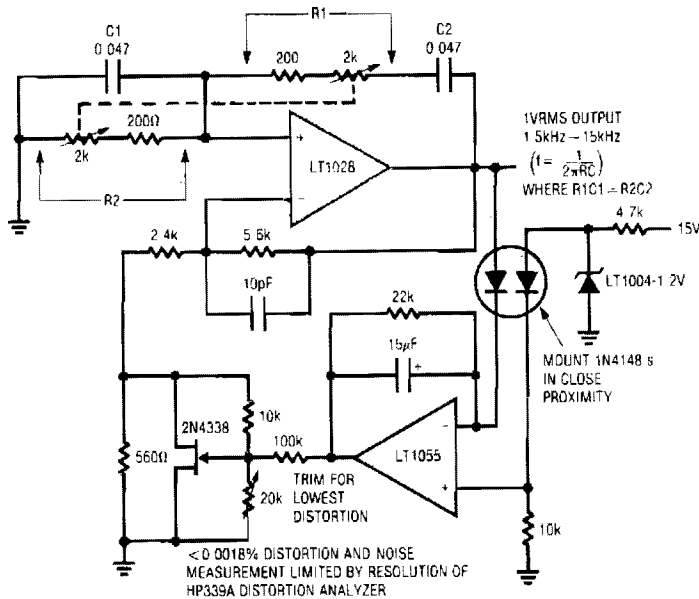 R1
C1
0 047
200
2k
C2
0 047
200Ω
2k
R2
+
−
LT1028
1VRMS OUTPUT
1 5kHz – 15kHz
(f = 1/2πRC)
WHERE R1C1 = R2C2
2.4k
5.6k
10pF
4.7k
15V
LT1004-1 2V
22k
15µF
+
MOUNT 1N4148 s
IN CLOSE
PROXIMITY
2N4338
10k
100k
LT1055
−
+
560Ω
20k
TRIM FOR
LOWEST
DISTORTION
10k
<0 0018% DISTORTION AND NOISE
MEASUREMENT LIMITED BY RESOLUTION OF
HP339A DISTORTION ANALYZER